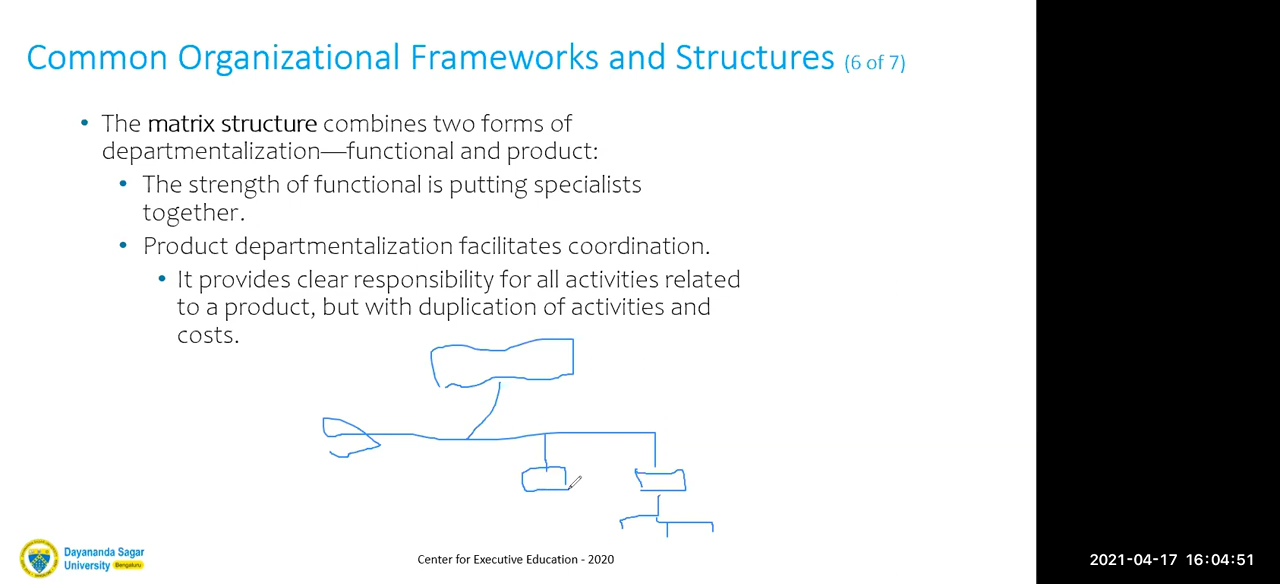 Common Organizational Frameworks and Structures (6 of 7)
• The matrix structure combines two forms of
departmentalization—functional and product:
• The strength of functional is putting specialists
together.
• Product departmentalization facilitates coordination.
• It provides clear responsibility for all activities related
to a product, but with duplication of activities and
costs.
Dayananda Sagar
University Bengaluru
Center for Executive Education - 2020
2021-04-17 16:04:51